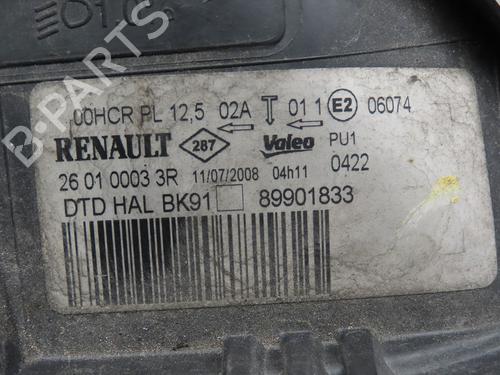 00HCR PL 12,5 02A 01 1 E2 06074
RENAULT 287 Valeo PU1
26 01 0003 3R 11/07/2008 04h11 0422
DTD HAL BK91 89901833
B-PARTS